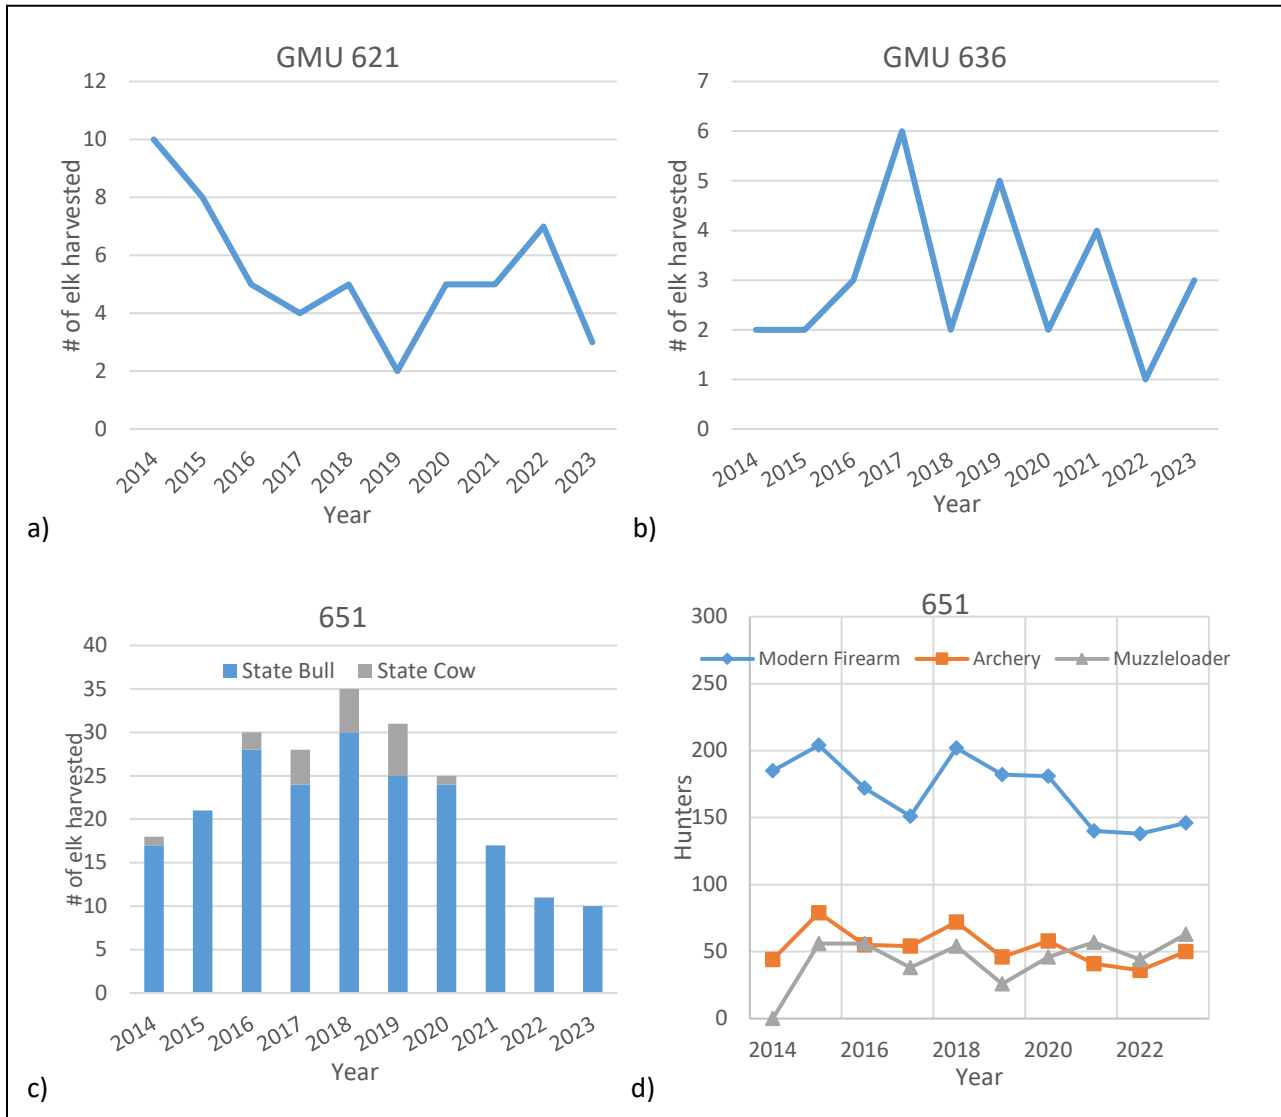 GMU 621
12
10
8
6
4
2
0
# of elk harvested
2014 2015 2016 2017 2018 2019 2020 2021 2022 2023
Year
a)
GMU 636
7
6
5
4
3
2
1
0
# of elk harvested
2014 2015 2016 2017 2018 2019 2020 2021 2022 2023
Year
b)
651
40
35
30
25
20
15
10
5
0
State Bull State Cow
# of elk harvested
2014 2015 2016 2017 2018 2019 2020 2021 2022 2023
Year
c)
651
300
250
200
150
100
50
0
Modern Firearm Archery Muzzleloader
Hunters
2014 2016 2018 2020 2022
Year
d)